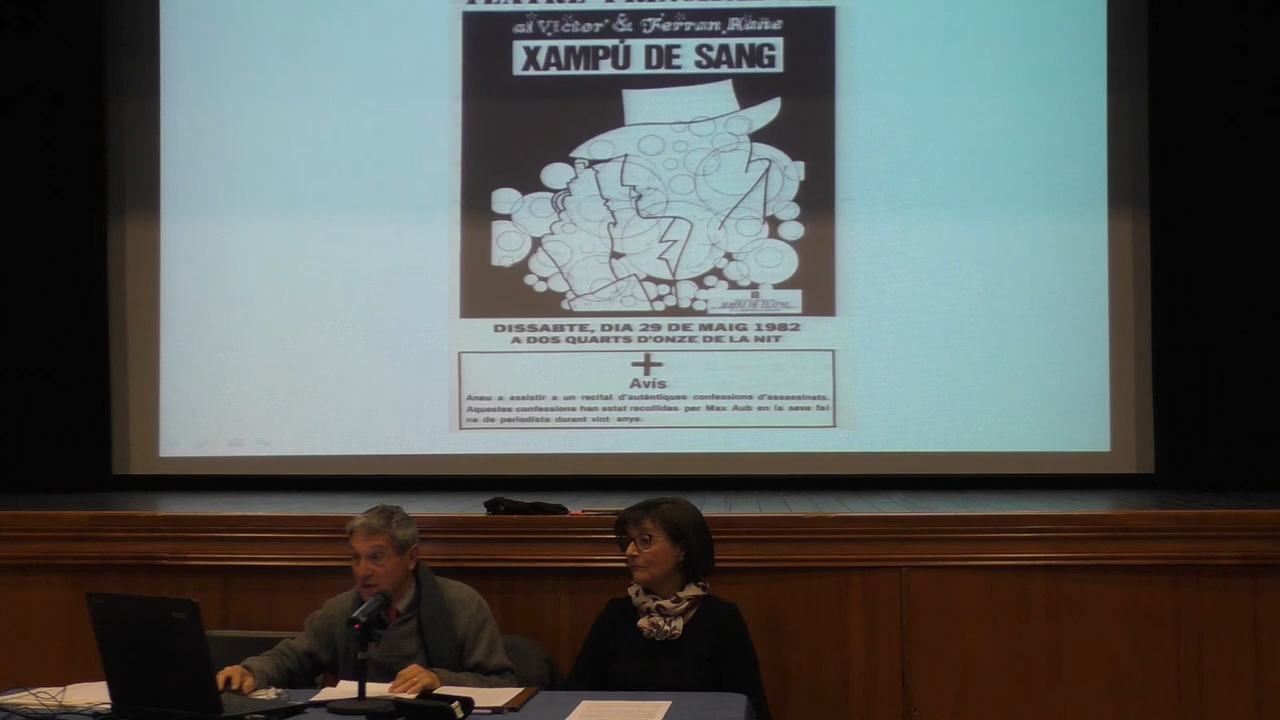 al Víctor & Ferran Rañé
XAMPÚ DE SANG
DISSABTE, DIA 29 DE MAIG 1982
A DOS QUARTS D'ONZE DE LA NIT
Avís
Aneu a assistir a un recital d'autèntiques confessions d'assassinats.
Aquestes confessions han estat recollides per Max Aub en la seva fei
na de periodista durant vint anys.